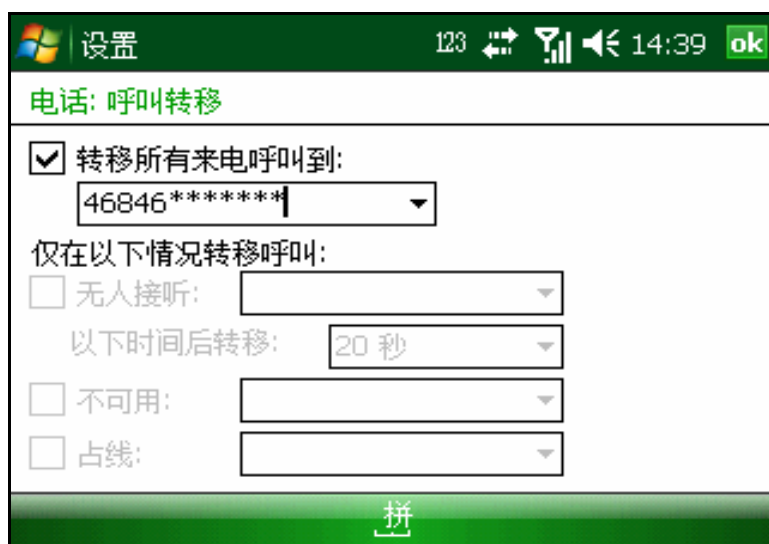 设置 123 14:39 ok
电话: 呼叫转移
转移所有来电呼叫到:
46846*******
仅在以下情况转移呼叫:
无人接听:
以下时间后转移: 20 秒
不可用:
占线:
拼